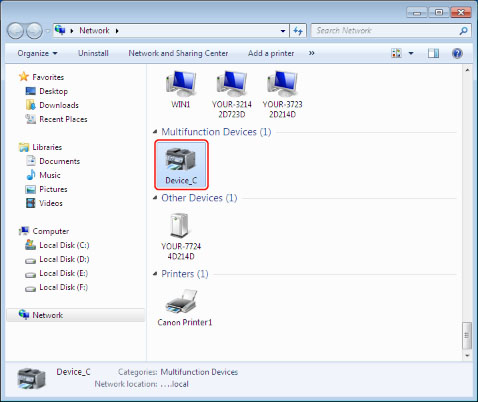 Network
Search Network
Organize
Uninstall
Network and Sharing Center
Add a printer
»
Favorites
Desktop
Downloads
Recent Places
Libraries
Documents
Music
Pictures
Videos
Computer
Local Disk (C:)
Local Disk (D:)
Local Disk (E:)
Local Disk (F:)
Network
WIN1
YOUR-3214
2D723D
YOUR-3723
2D214D
Multifunction Devices (1)
Device_C
Other Devices (1)
YOUR-7724
4D214D
Printers (1)
Canon Printer1
Device_C
Categories: Multifunction Devices
Network location: ....local